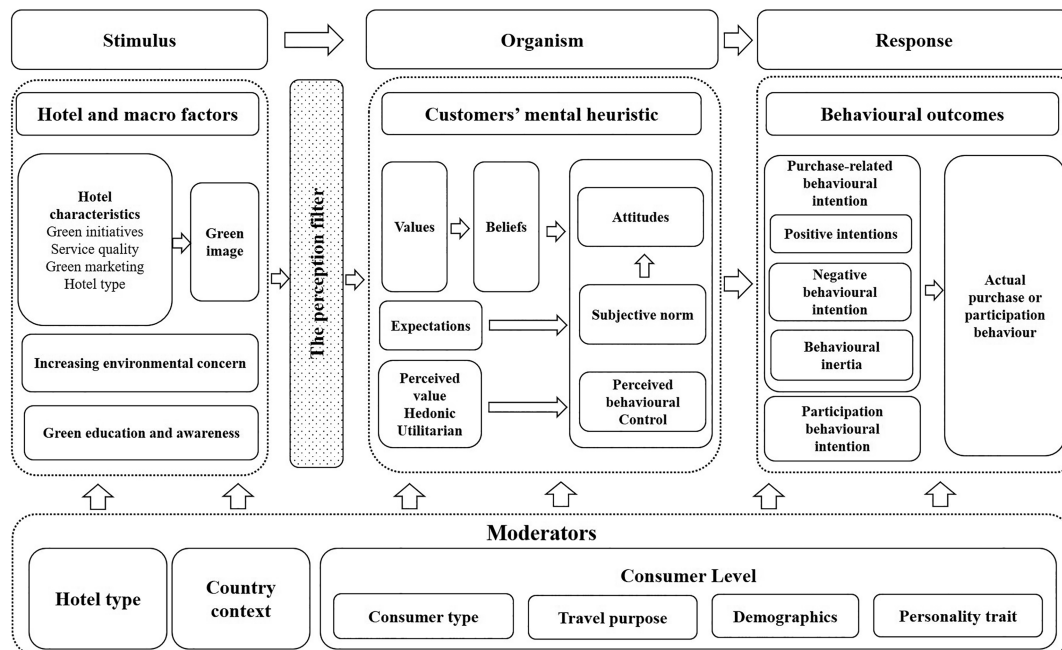 Stimulus
Organism
Response
Hotel and macro factors
Hotel
characteristics
Green initiatives
Service quality
Green marketing
Hotel type
Green
image
Increasing environmental concern
Green education and awareness
The perception filter
Customers' mental heuristic
Values
Beliefs
Attitudes
Expectations
Subjective norm
Perceived
value
Hedonic
Utilitarian
Perceived
behavioural
Control
Behavioural outcomes
Purchase-related
behavioural
intention
Positive intentions
Negative
behavioural
intention
Behavioural
inertia
Participation
behavioural
intention
Actual
purchase or
participation
behaviour
Moderators
Hotel type
Country
context
Consumer Level
Consumer type
Travel purpose
Demographics
Personality trait